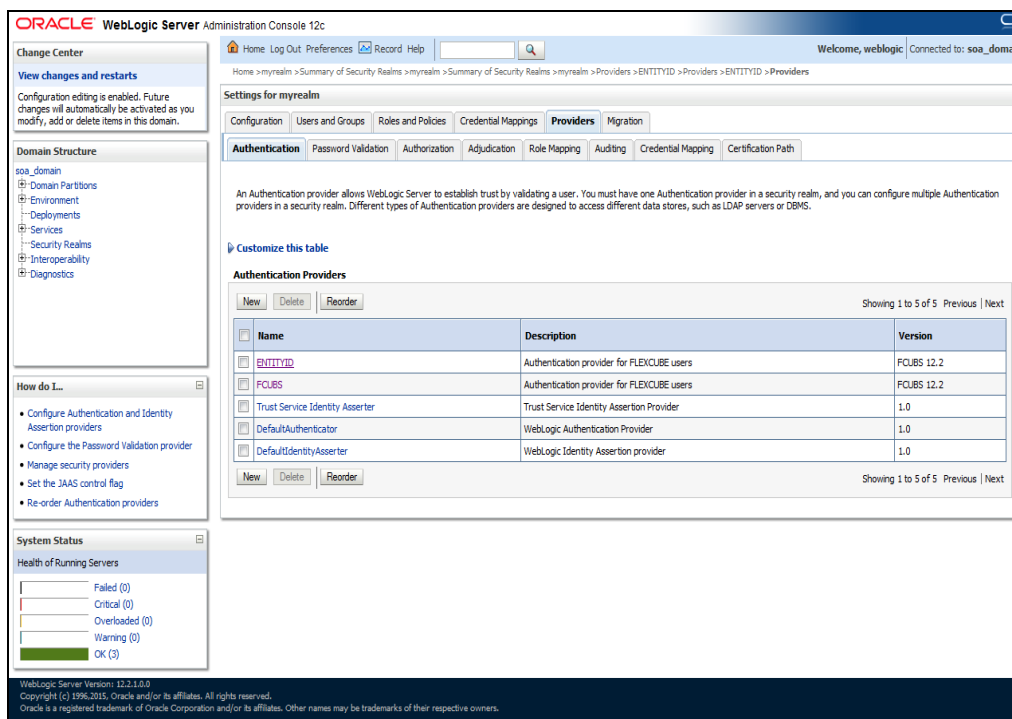 ORACLE WebLogic Server Administration Console 12c
Change Center
View changes and restarts
Configuration editing is enabled. Future
changes will automatically be activated as you
modify, add or delete items in this domain.
Domain Structure
soa_domain
Domain Partitions
Environment
Deployments
Services
Security Realms
Interoperability
Diagnostics
How do I...
Configure Authentication and Identity
Assertion providers
Configure the Password Validation provider
Manage security providers
Set the JAAS control flag
Re-order Authentication providers
System Status
Health of Running Servers
Failed (0)
Critical (0)
Overloaded (0)
Warning (0)
OK (3)
Home Log Out Preferences Record Help
Welcome, weblogic Connected to: soa_doma
Home >myrealm >Summary of Security Realms >myrealm >Summary of Security Realms >myrealm >Providers >ENTITYID >Providers >ENTITYID >Providers
Settings for myrealm
Configuration Users and Groups Roles and Policies Credential Mappings Providers Migration
Authentication Password Validation Authorization Adjudication Role Mapping Auditing Credential Mapping Certification Path
An Authentication provider allows WebLogic Server to establish trust by validating a user. You must have one Authentication provider in a security realm, and you can configure multiple Authentication
providers in a security realm. Different types of Authentication providers are designed to access different data stores, such as LDAP servers or DBMS.
Customize this table
Authentication Providers
New Delete Reorder Showing 1 to 5 of 5 Previous | Next
Name Description Version
ENTITYID Authentication provider for FLEXCUBE users FCUBS 12.2
FCUBS Authentication provider for FLEXCUBE users FCUBS 12.2
Trust Service Identity Asserter Trust Service Identity Assertion Provider 1.0
DefaultAuthenticator WebLogic Authentication Provider 1.0
DefaultIdentityAsserter WebLogic Identity Assertion provider 1.0
New Delete Reorder Showing 1 to 5 of 5 Previous | Next
WebLogic Server Version: 12.2.1.0.0
Copyright (c) 1996,2015, Oracle and/or its affiliates. All rights reserved.
Oracle is a registered trademark of Oracle Corporation and/or its affiliates. Other names may be trademarks of their respective owners.